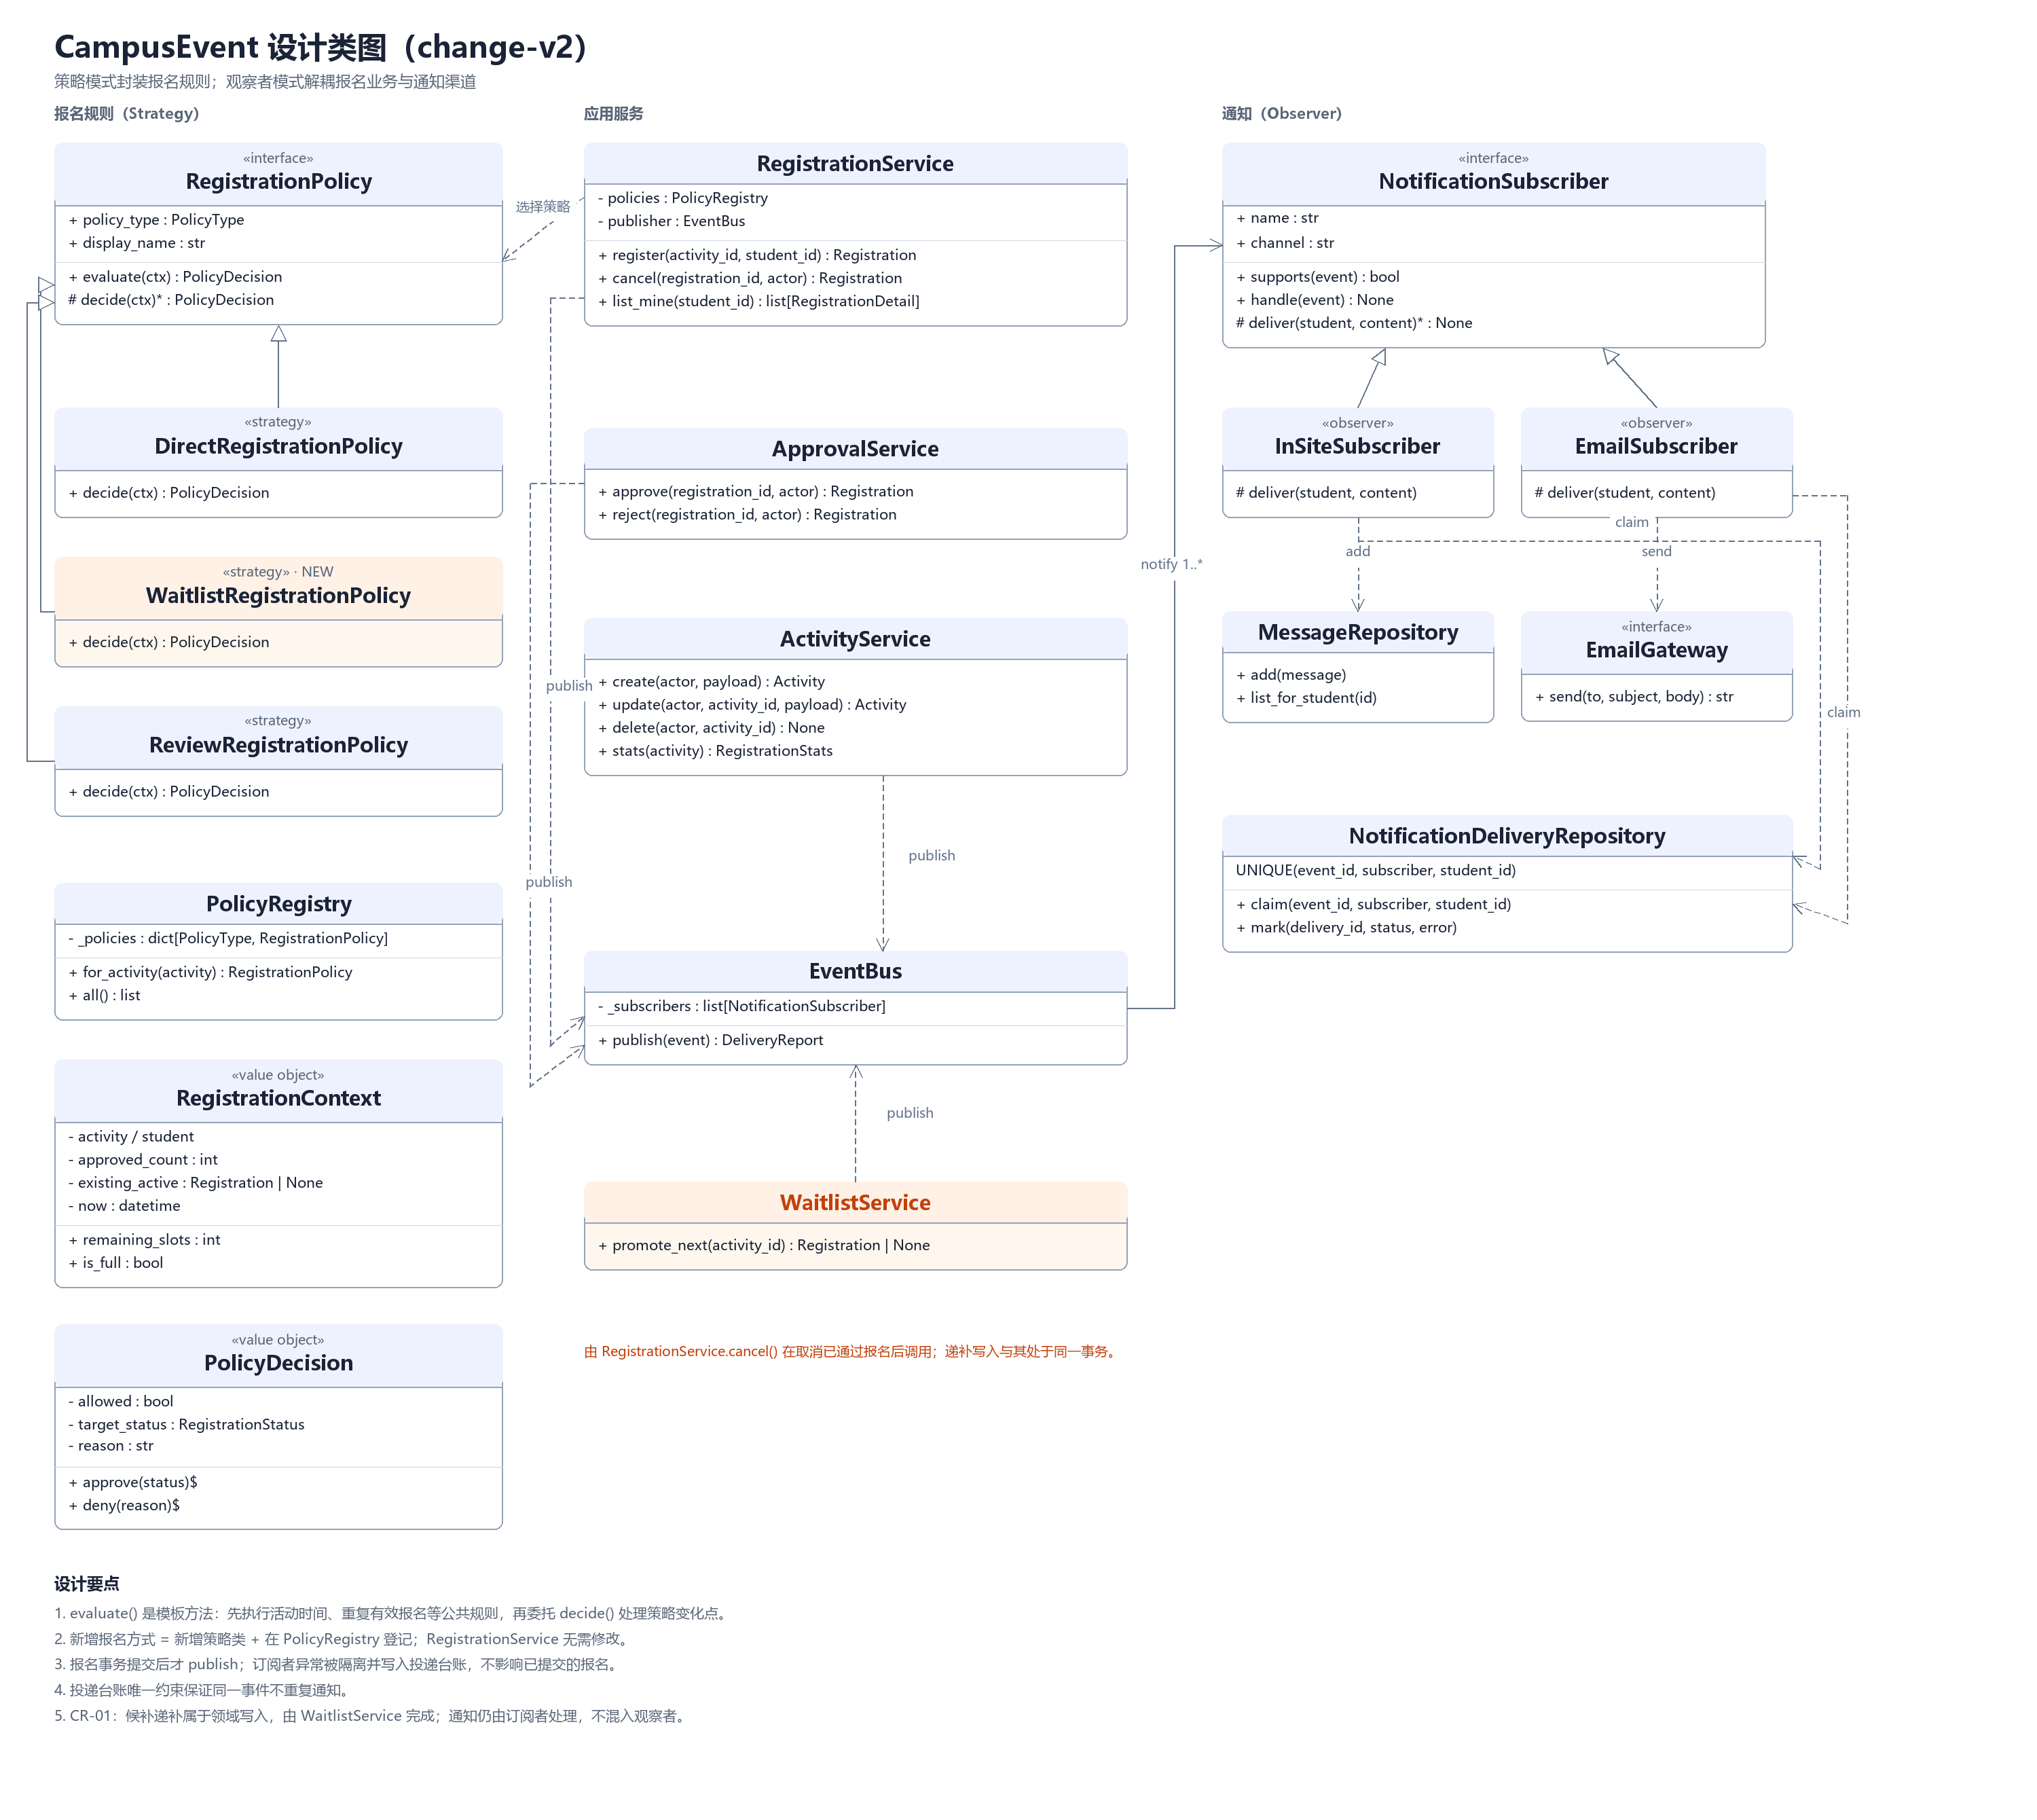 CampusEvent 设计类图（change-v2）
策略模式封装报名规则；观察者模式解耦报名业务与通知渠道
报名规则（Strategy）
«interface»
RegistrationPolicy
+ policy_type : PolicyType
+ display_name : str
+ evaluate(ctx) : PolicyDecision
# decide(ctx)* : PolicyDecision
«strategy»
DirectRegistrationPolicy
+ decide(ctx) : PolicyDecision
«strategy» · NEW
WaitlistRegistrationPolicy
+ decide(ctx) : PolicyDecision
«strategy»
ReviewRegistrationPolicy
+ decide(ctx) : PolicyDecision
PolicyRegistry
- _policies : dict[PolicyType, RegistrationPolicy]
+ for_activity(activity) : RegistrationPolicy
+ all() : list
«value object»
RegistrationContext
- activity / student
- approved_count : int
- existing_active : Registration | None
- now : datetime
+ remaining_slots : int
+ is_full : bool
«value object»
PolicyDecision
- allowed : bool
- target_status : RegistrationStatus
- reason : str
+ approve(status)$
+ deny(reason)$
应用服务
选择策略
RegistrationService
- policies : PolicyRegistry
- publisher : EventBus
+ register(activity_id, student_id) : Registration
+ cancel(registration_id, actor) : Registration
+ list_mine(student_id) : list[RegistrationDetail]
ApprovalService
+ approve(registration_id, actor) : Registration
+ reject(registration_id, actor) : Registration
ActivityService
+ create(actor, payload) : Activity
+ update(actor, activity_id, payload) : Activity
+ delete(actor, activity_id) : None
+ stats(activity) : RegistrationStats
publish
publish
publish
EventBus
- _subscribers : list[NotificationSubscriber]
+ publish(event) : DeliveryReport
publish
WaitlistService
+ promote_next(activity_id) : Registration | None
由 RegistrationService.cancel() 在取消已通过报名后调用；递补写入与其处于同一事务。
通知（Observer）
«interface»
NotificationSubscriber
+ name : str
+ channel : str
+ supports(event) : bool
+ handle(event) : None
# deliver(student, content)* : None
«observer»
InSiteSubscriber
# deliver(student, content)
«observer»
EmailSubscriber
# deliver(student, content)
claim
add
send
notify 1..*
MessageRepository
+ add(message)
+ list_for_student(id)
«interface»
EmailGateway
+ send(to, subject, body) : str
claim
NotificationDeliveryRepository
UNIQUE(event_id, subscriber, student_id)
+ claim(event_id, subscriber, student_id)
+ mark(delivery_id, status, error)
设计要点
1. evaluate() 是模板方法：先执行活动时间、重复有效报名等公共规则，再委托 decide() 处理策略变化点。
2. 新增报名方式 = 新增策略类 + 在 PolicyRegistry 登记；RegistrationService 无需修改。
3. 报名事务提交后才 publish；订阅者异常被隔离并写入投递台账，不影响已提交的报名。
4. 投递台账唯一约束保证同一事件不重复通知。
5. CR-01：候补递补属于领域写入，由 WaitlistService 完成；通知仍由订阅者处理，不混入观察者。